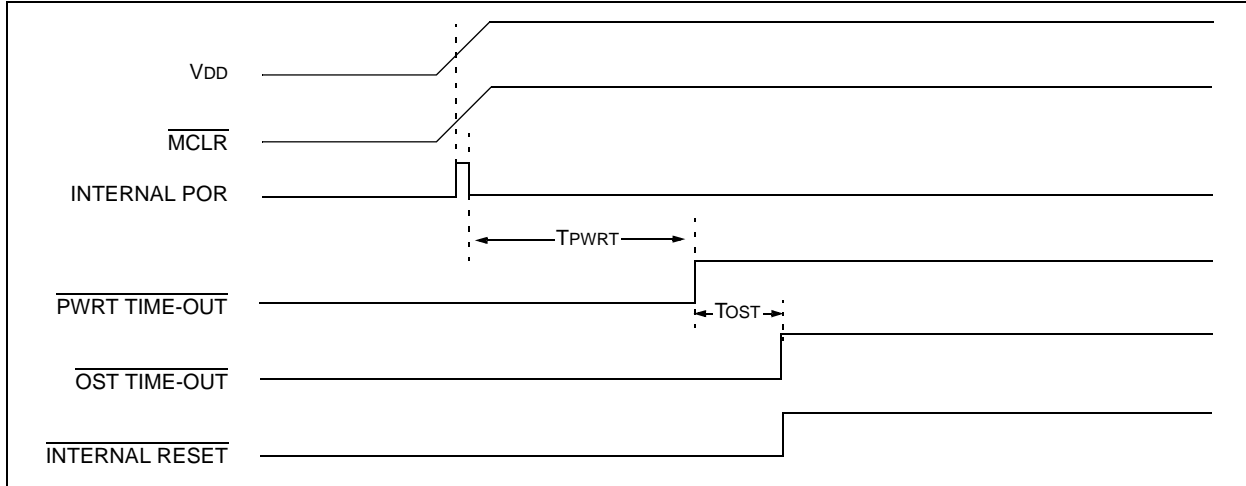 VDD
MCLR
INTERNAL POR
TPWRT
PWRT TIME-OUT
TOST
OST TIME-OUT
INTERNAL RESET